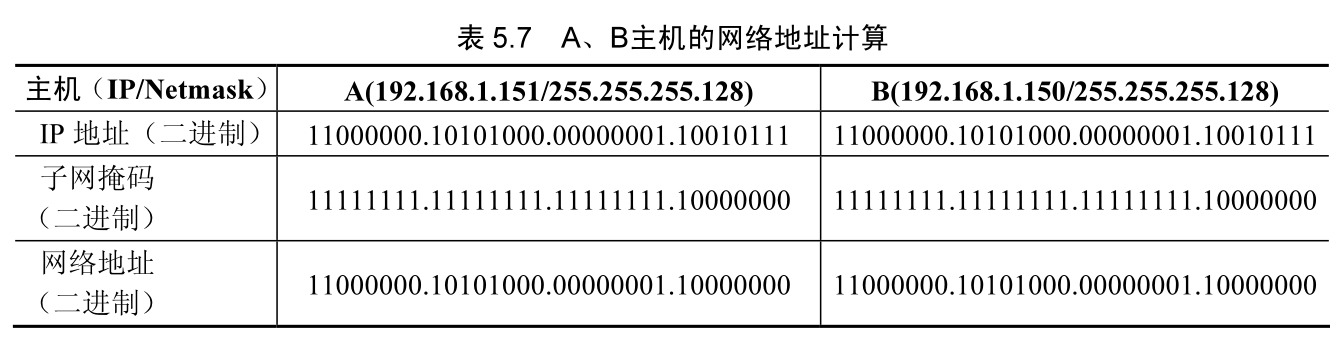 表 5.7 A、B主机的网络地址计算
主机（IP/Netmask） A(192.168.1.151/255.255.255.128) B(192.168.1.150/255.255.255.128)
IP 地址（二进制） 11000000.10101000.00000001.10010111 11000000.10101000.00000001.10010111
子网掩码
（二进制） 11111111.11111111.11111111.10000000 11111111.11111111.11111111.10000000
网络地址
（二进制） 11000000.10101000.00000001.10000000 11000000.10101000.00000001.10000000